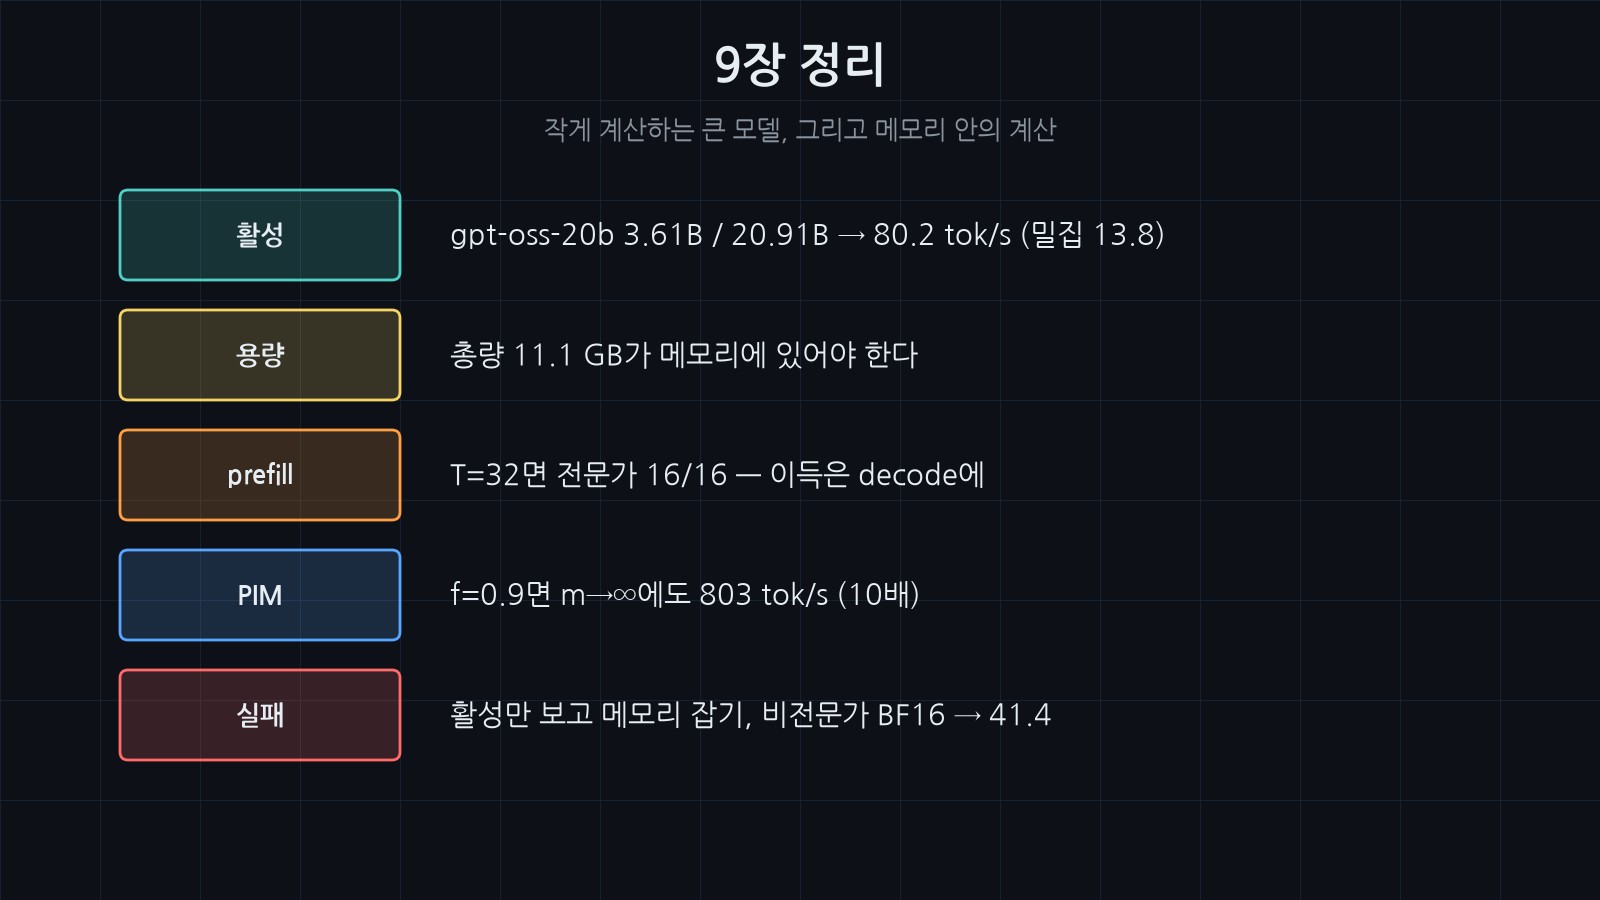 9장 정리
작게 계산하는 큰 모델, 그리고 메모리 안의 계산
활성
gpt-oss-20b 3.61B / 20.91B → 80.2 tok/s (밀집 13.8)
용량
총량 11.1 GB가 메모리에 있어야 한다
prefill
T=32면 전문가 16/16 — 이득은 decode에
PIM
f=0.9면 m→∞에도 803 tok/s (10배)
실패
활성만 보고 메모리 잡기, 비전문가 BF16 → 41.4